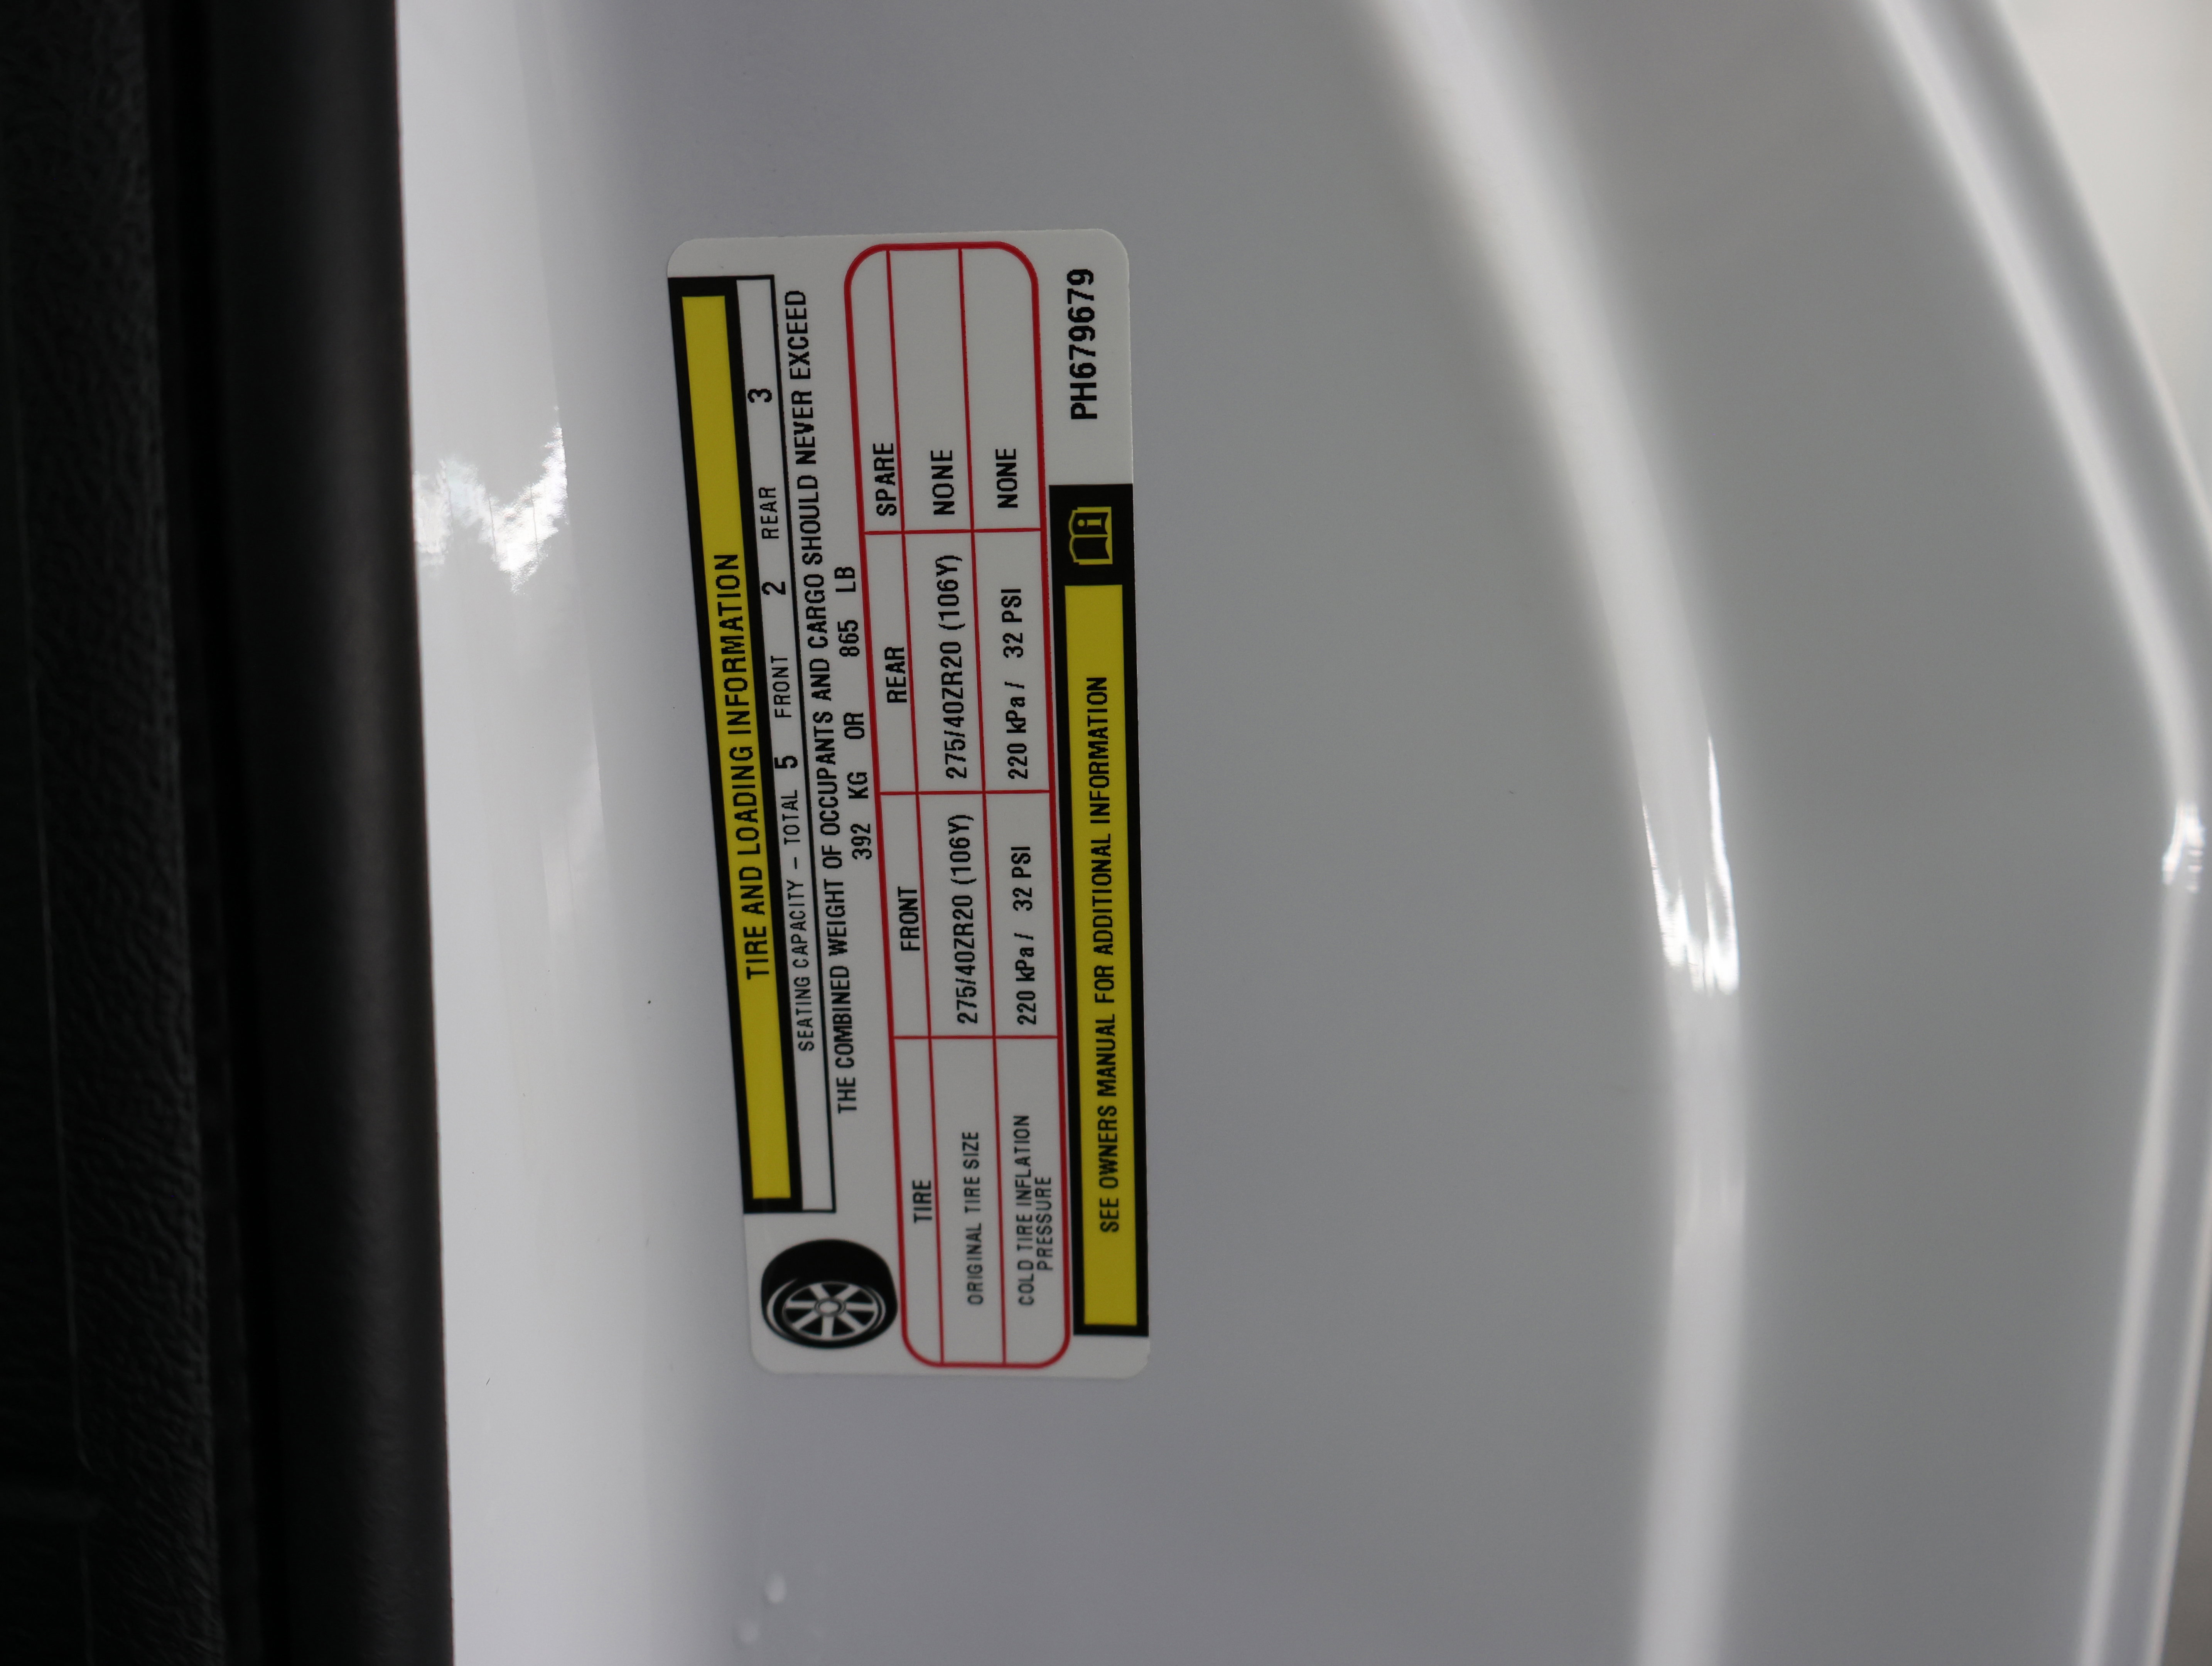 TIRE AND LOADING INFORMATION
SEATING CAPACITY - TOTAL 5 FRONT 2 REAR 3
THE COMBINED WEIGHT OF OCCUPANTS AND CARGO SHOULD NEVER EXCEED
392 KG OR 865 LB
TIRE FRONT REAR SPARE
ORIGINAL TIRE SIZE 275/40ZR20 (106Y) 275/40ZR20 (106Y) NONE
COLD TIRE INFLATION PRESSURE 220 kPa / 32 PSI 220 kPa / 32 PSI NONE
SEE OWNERS MANUAL FOR ADDITIONAL INFORMATION
PH679679